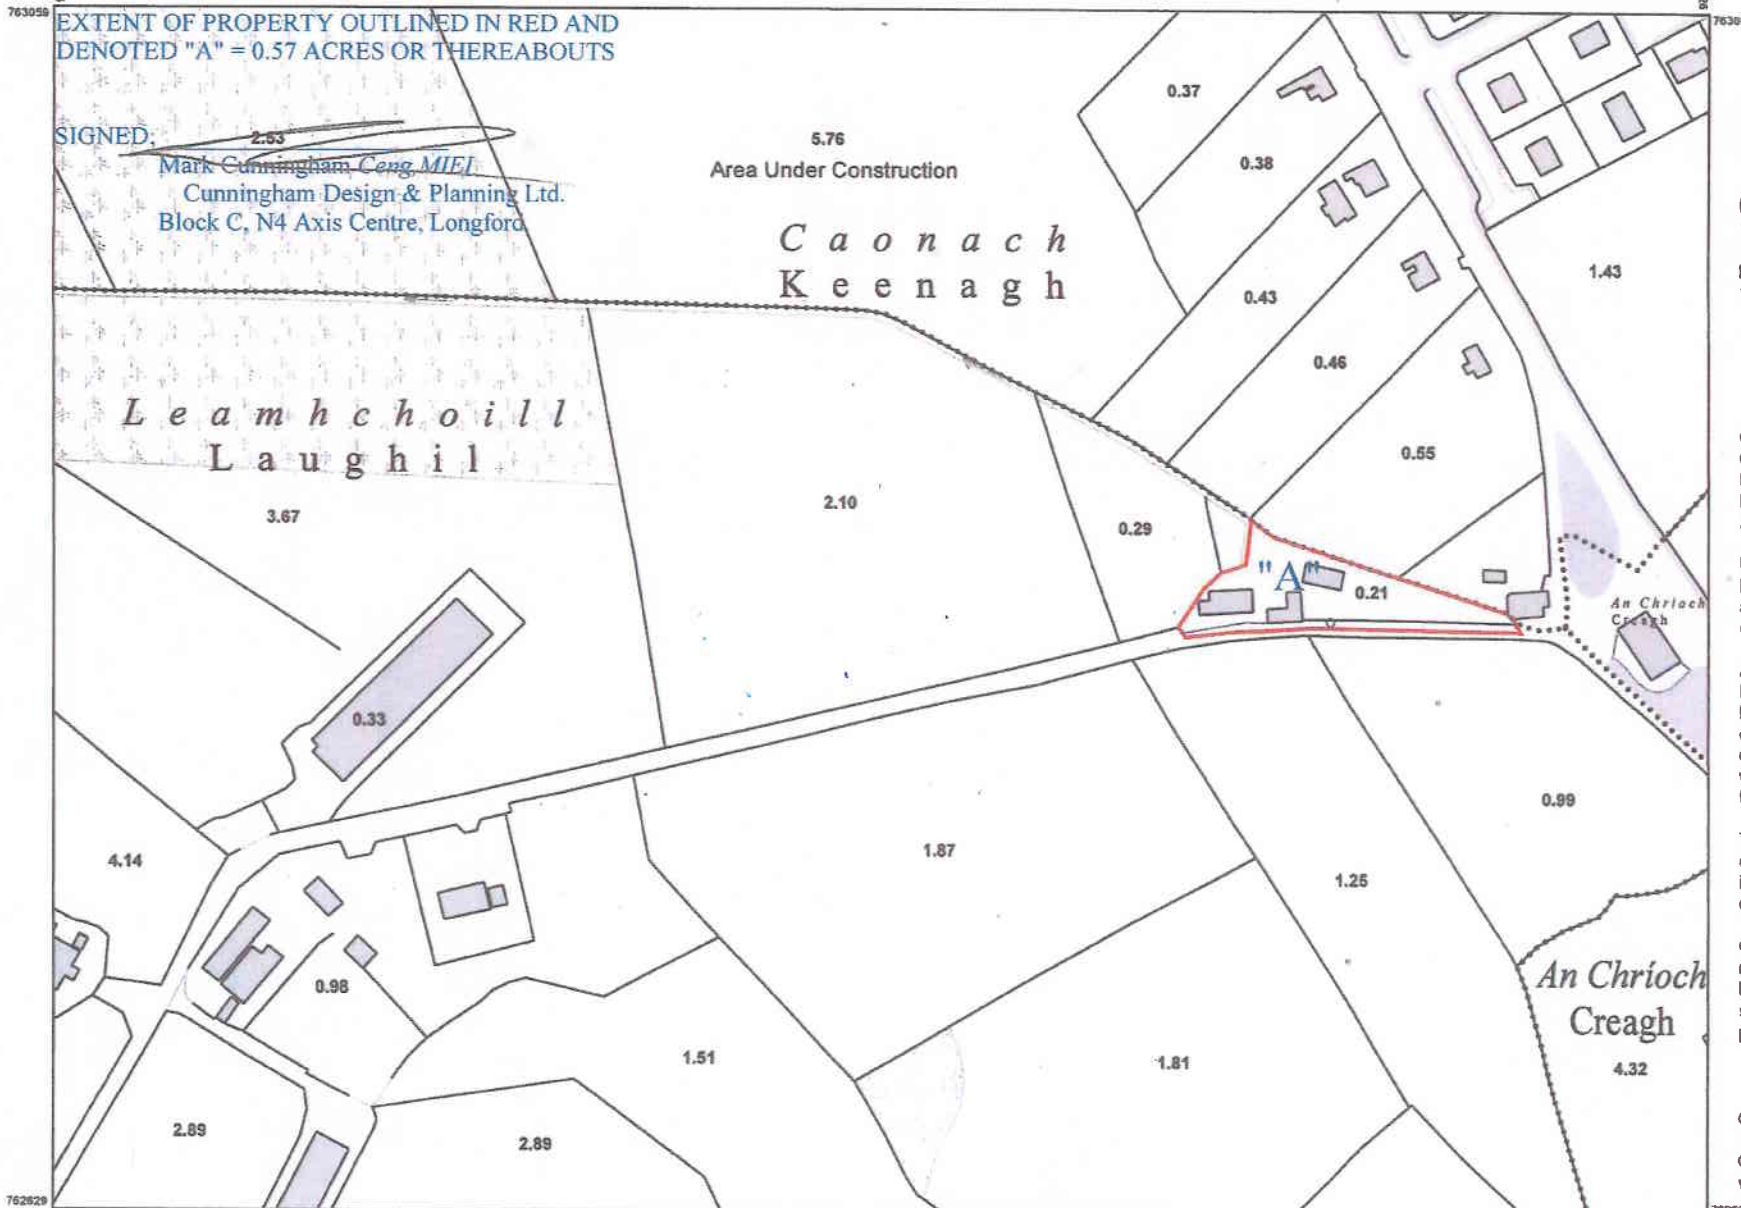 763059
EXTENT OF PROPERTY OUTLINED IN RED AND
DENOTED "A" = 0.57 ACRES OR THEREABOUTS
SIGNED,
2.53
Mark Cunningham Ceng MIEI
Cunningham Design & Planning Ltd.
Block C, N4 Axis Centre, Longford
5.76
Area Under Construction
Caonach
Keenagh
0.37
0.38
0.43
0.46
0.55
1.43
Leamhchoill
Laughil
3.67
2.10
0.29
"A"
0.21
An Chríoch
Creagh
0.33
4.14
0.98
1.87
1.25
0.99
An Chríoch
Creagh
4.32
1.51
1.81
2.89
2.89
762629